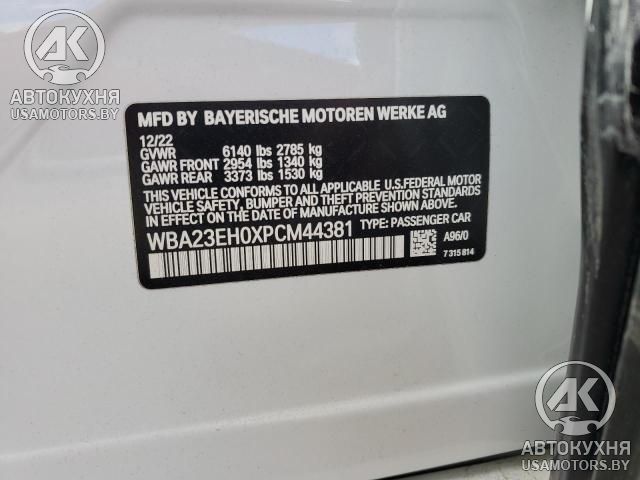 АК
АВТОКУХНЯ
USAMOTORS.BY
MFD BY BAYERISCHE MOTOREN WERKE AG
12/22
GVWR 6140 lbs 2785 kg
GAWR FRONT 2954 lbs 1340 kg
GAWR REAR 3373 lbs 1530 kg
THIS VEHICLE CONFORMS TO ALL APPLICABLE U.S.FEDERAL MOTOR
VEHICLE SAFETY, BUMPER AND THEFT PREVENTION STANDARDS
IN EFFECT ON THE DATE OF MANUFACTURE SHOWN ABOVE.
WBA23EH0XPCM44381 TYPE: PASSENGER CAR
A96/0
7 315 814
АК
АВТОКУХНЯ
USAMOTORS.BY